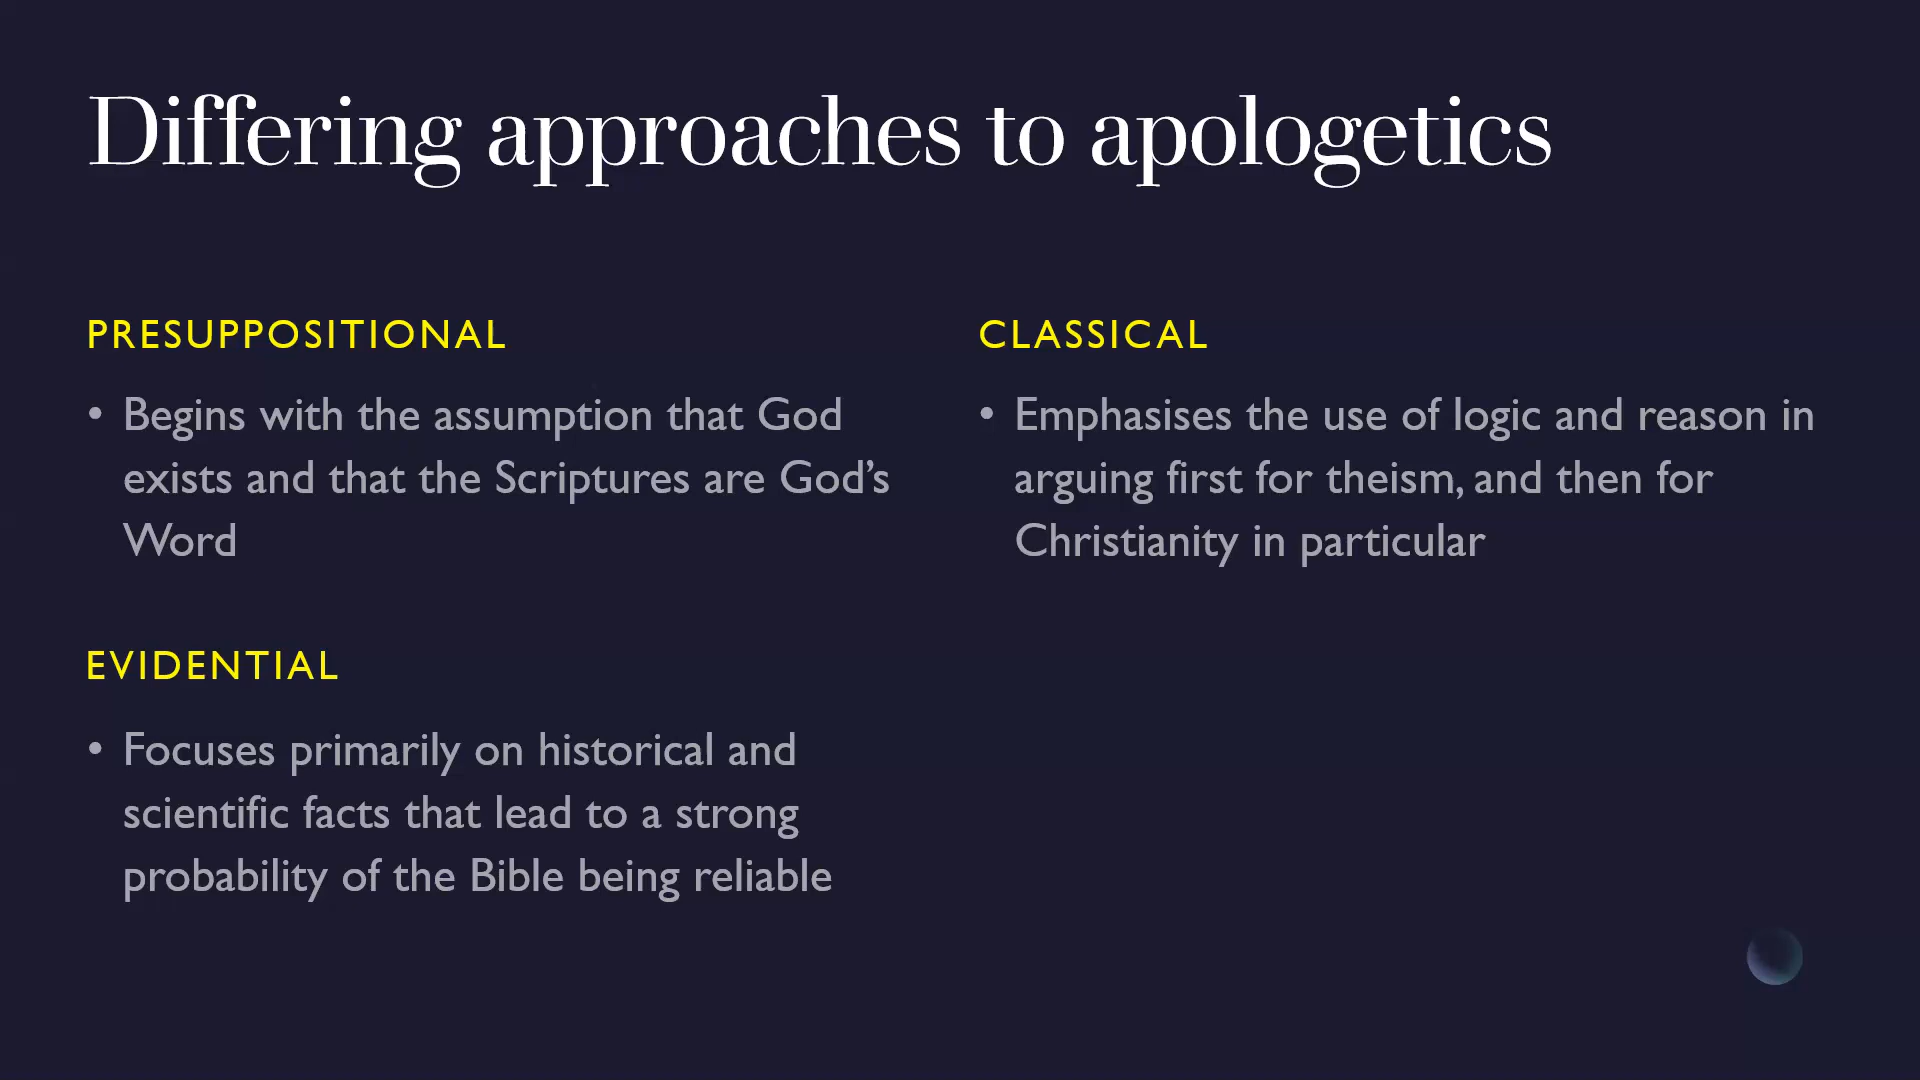 Differing approaches to apologetics
PRESUPPOSITIONAL
• Begins with the assumption that God
exists and that the Scriptures are God’s
Word
EVIDENTIAL
• Focuses primarily on historical and
scientific facts that lead to a strong
probability of the Bible being reliable
CLASSICAL
• Emphasises the use of logic and reason in
arguing first for theism, and then for
Christianity in particular